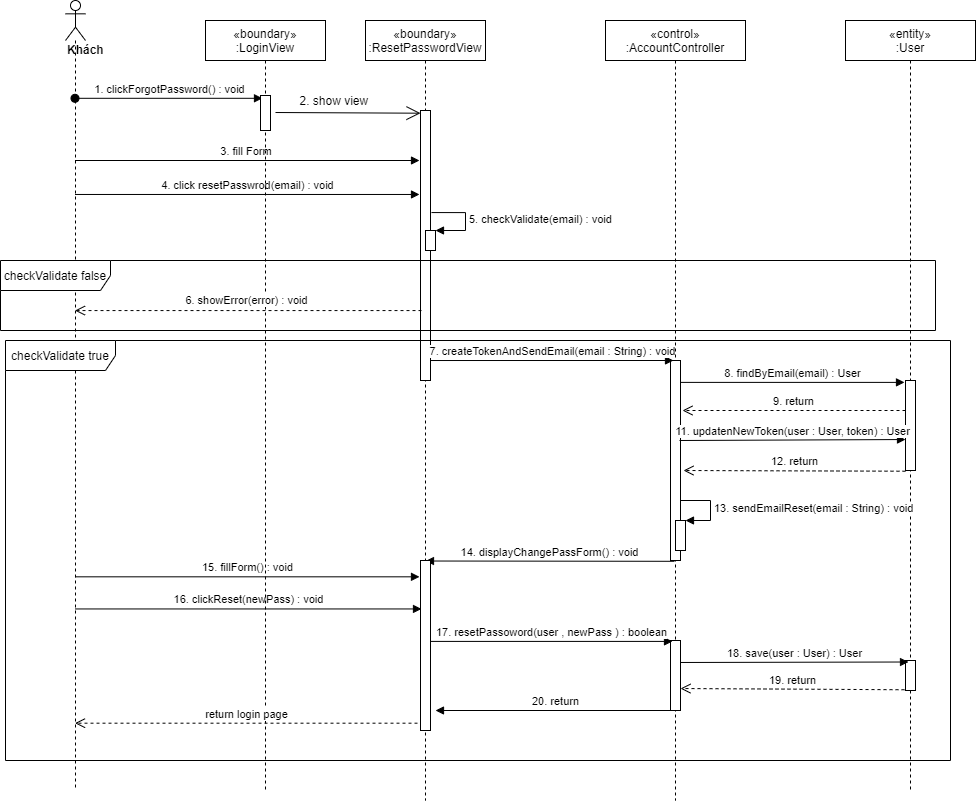 «boundary»
:LoginView
«boundary»
:ResetPasswordView
«control»
:AccountController
«entity»
:User
Khách
1. clickForgotPassword() : void
2. show view
3. fill Form
4. click resetPasswrod(email) : void
5. checkValidate(email) : void
checkValidate false
6. showError(error) : void
checkValidate true
7. createTokenAndSendEmail(email : String) : void
8. findByEmail(email) : User
9. return
11. updatenNewToken(user : User, token) : User
12. return
13. sendEmailReset(email : String) : void
14. displayChangePassForm() : void
15. fillForm() : void
16. clickReset(newPass) : void
17. resetPassoword(user , newPass ) : boolean
18. save(user : User) : User
19. return
20. return
return login page